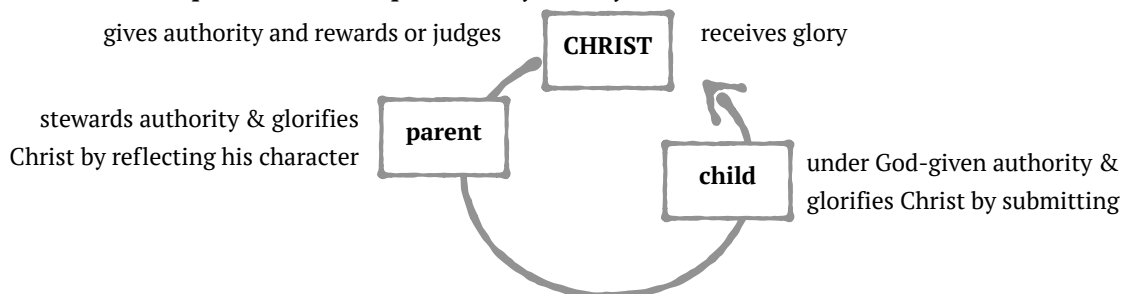 gives authority and rewards or judges
CHRIST
receives glory
stewards authority & glorifies
Christ by reflecting his character
parent
child
under God-given authority &
glorifies Christ by submitting